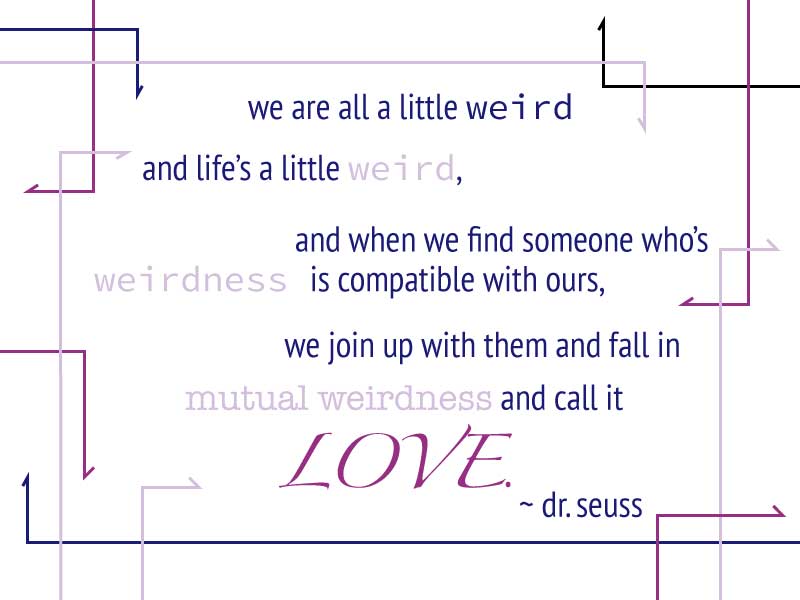 we are all a little weird
and life's a little weird,
and when we find someone who's
weirdness is compatible with ours,
we join up with them and fall in
mutual weirdness and call it
LOVE.
~ dr. seuss